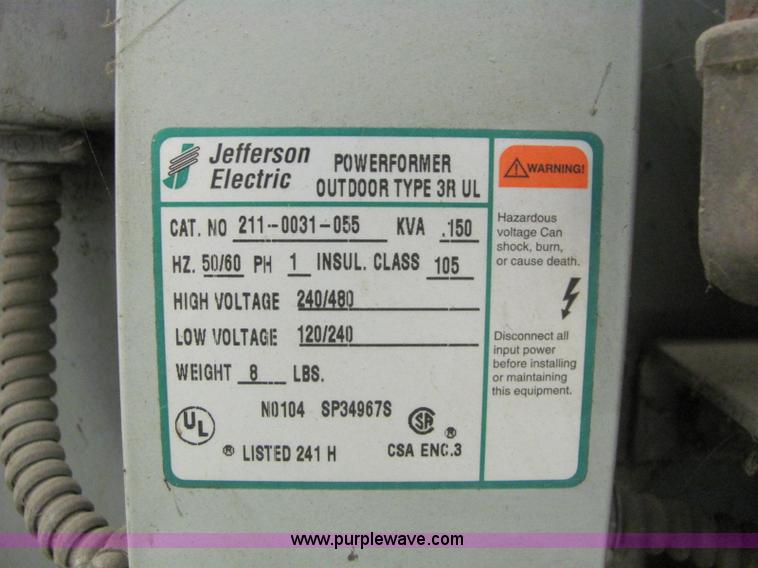 Jefferson
Electric
POWERFORMER
OUTDOOR TYPE 3R UL
CAT. NO 211-0031-055 KVA .150
HZ. 50/60 PH 1 INSUL. CLASS 105
HIGH VOLTAGE 240/480
LOW VOLTAGE 120/240
WEIGHT 8 LBS.
N0104 SP34967S
UL
® LISTED 241 H
SA ®
CSA ENC.3
WARNING!
Hazardous
voltage Can
shock, burn,
or cause death.
Disconnect all
input power
before installing
or maintaining
this equipment.
www.purplewave.com